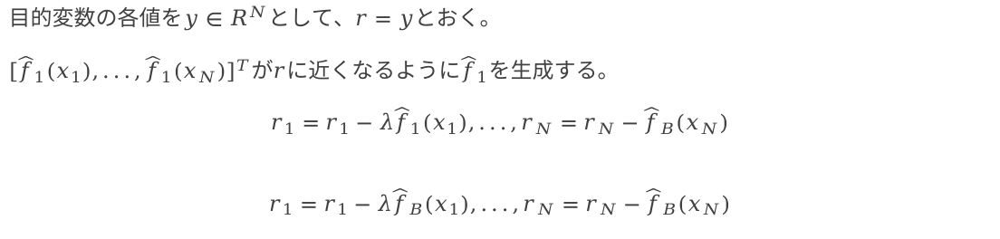 目的変数の各値を$y \in R^N$として、$r = y$とおく。
$[\widehat{f}_1(x_1), \ldots, \widehat{f}_1(x_N)]^T$が$r$に近くなるように$\widehat{f}_1$を生成する。
$r_1 = r_1 - \lambda \widehat{f}_1(x_1), \ldots, r_N = r_N - \widehat{f}_B(x_N)$
$r_1 = r_1 - \lambda \widehat{f}_B(x_1), \ldots, r_N = r_N - \widehat{f}_B(x_N)$